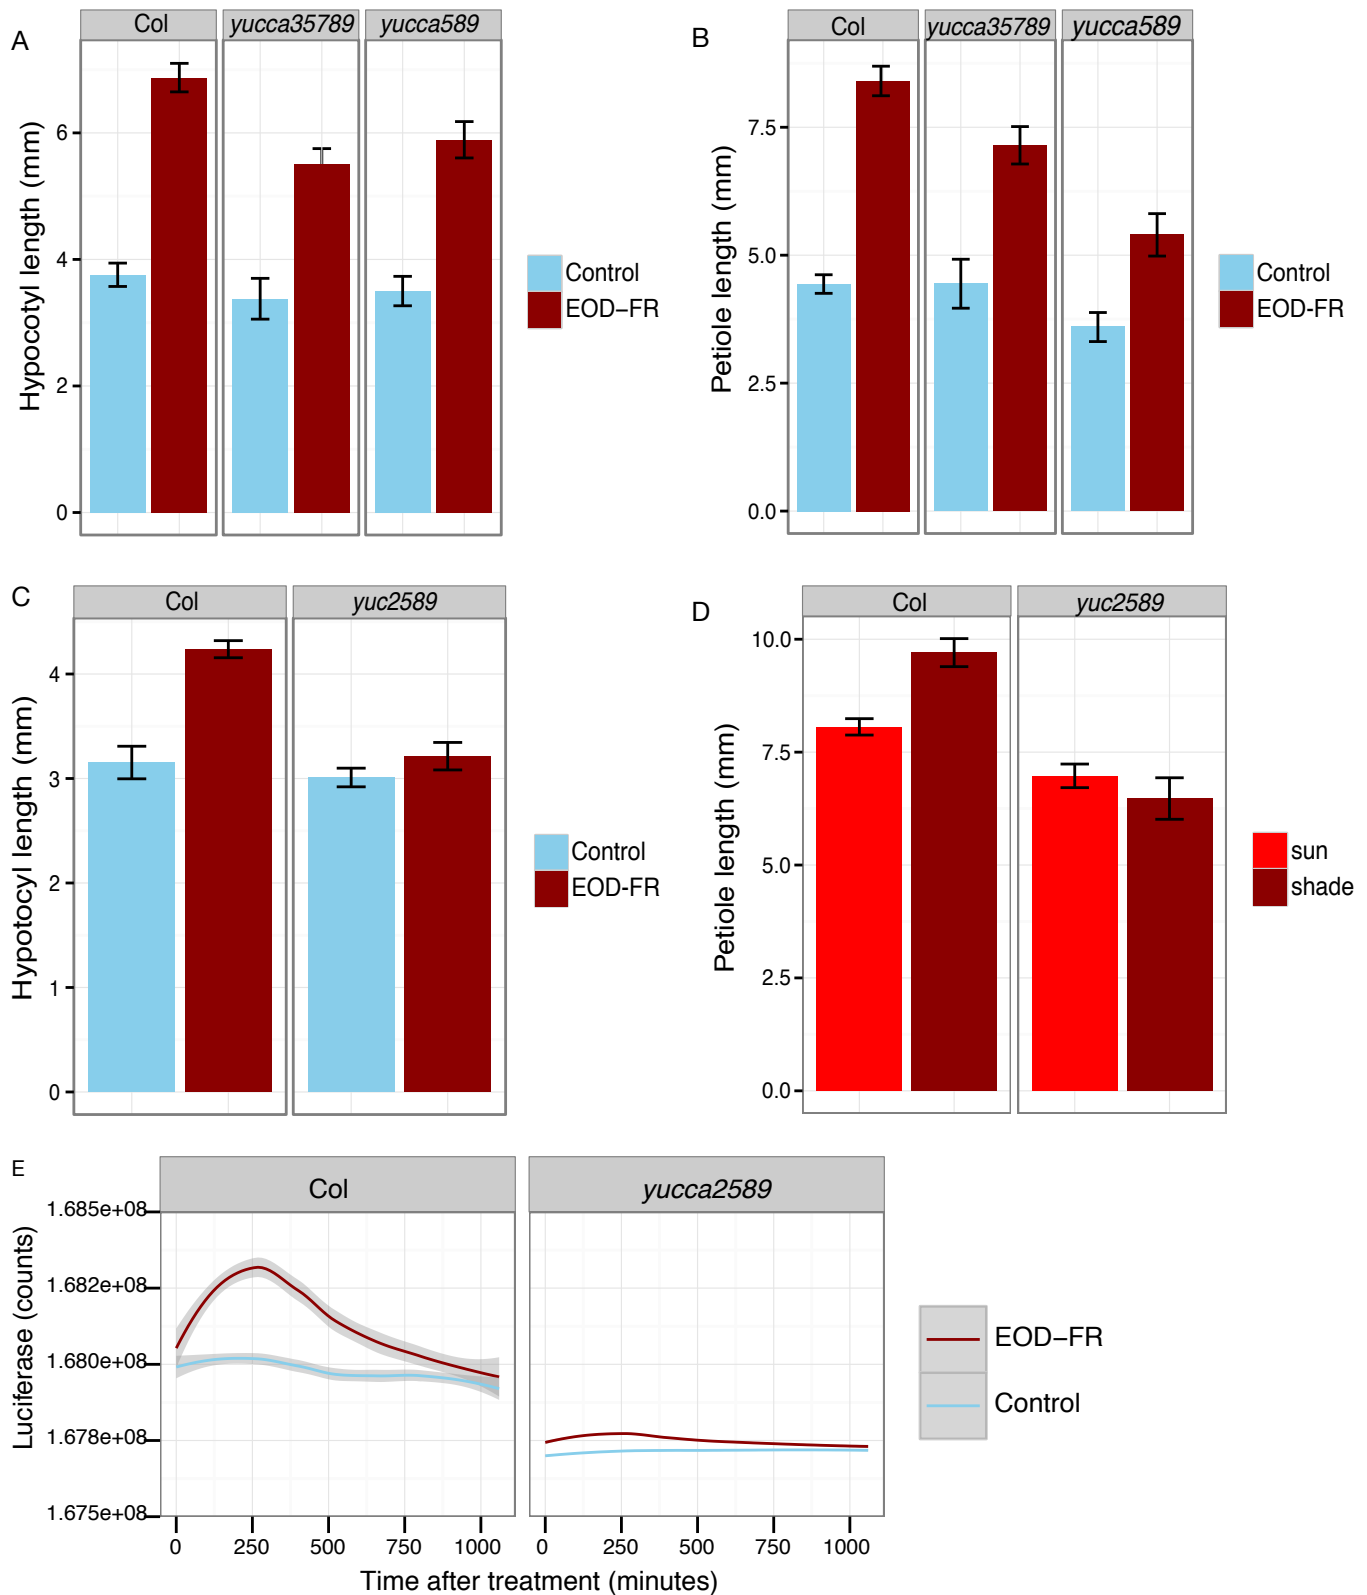 A
Col
yucca35789
yucca589
Hypocotyl length (mm)
6
4
2
0
Control
EOD–FR
B
Col
yucca35789
yucca589
Petiole length (mm)
7.5
5.0
2.5
0.0
Control
EOD-FR
C
Col
yuc2589
Hypotocyl length (mm)
4
3
2
1
0
Control
EOD-FR
D
Col
yuc2589
Petiole length (mm)
10.0
7.5
5.0
2.5
0.0
sun
shade
E
Col
yucca2589
Luciferase (counts)
1.685e+08
1.682e+08
1.680e+08
1.678e+08
1.675e+08
0 250 500 750 1000
0 250 500 750 1000
Time after treatment (minutes)
EOD–FR
Control